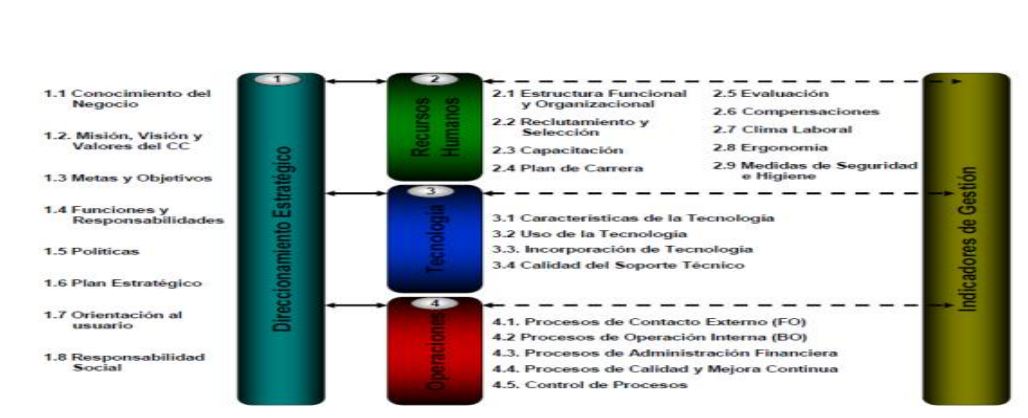 1
1.1 Conocimiento del
Negocio
1.2. Misión, Visión y
Valores del CC
1.3 Metas y Objetivos
1.4 Funciones y
Responsabilidades
1.5 Políticas
1.6 Plan Estratégico
1.7 Orientación al
usuario
1.8 Responsabilidad
Social
Direccionamiento Estratégico
2
Recursos
Humanos
2.1 Estructura Funcional
y Organizacional
2.2 Reclutamiento y
Selección
2.3 Capacitación
2.4 Plan de Carrera
2.5 Evaluación
2.6 Compensaciones
2.7 Clima Laboral
2.8 Ergonomía
2.9 Medidas de Seguridad
e Higiene
3
Tecnología
3.1 Características de la Tecnología
3.2 Uso de la Tecnología
3.3. Incorporación de Tecnología
3.4 Calidad del Soporte Técnico
4
Operaciones
4.1. Procesos de Contacto Externo (FO)
4.2 Procesos de Operación Interna (BO)
4.3. Procesos de Administración Financiera
4.4. Procesos de Calidad y Mejora Continua
4.5. Control de Procesos
Indicadores de Gestión